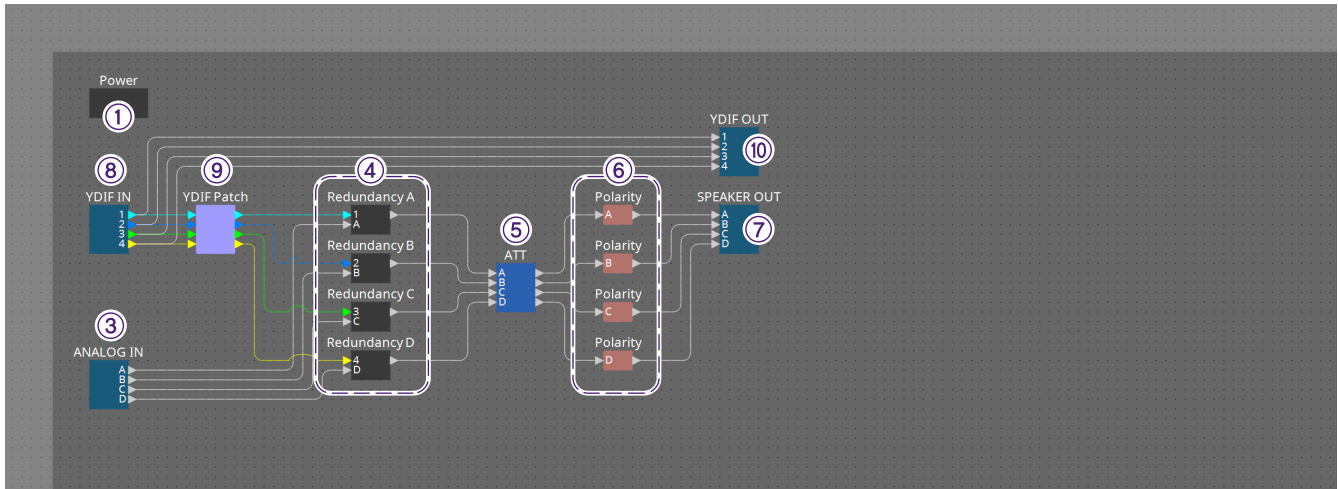 Power
①
YDIF OUT
1
2
3
4
⑩
⑧
YDIF IN
1
2
3
4
⑨
YDIF Patch
④
Redundancy A
1
A
Redundancy B
2
B
Redundancy C
3
C
Redundancy D
4
D
⑤
ATT
A
B
C
D
⑥
Polarity
A
Polarity
B
Polarity
C
Polarity
D
SPEAKER OUT
A
B
C
D
⑦
③
ANALOG IN
A
B
C
D